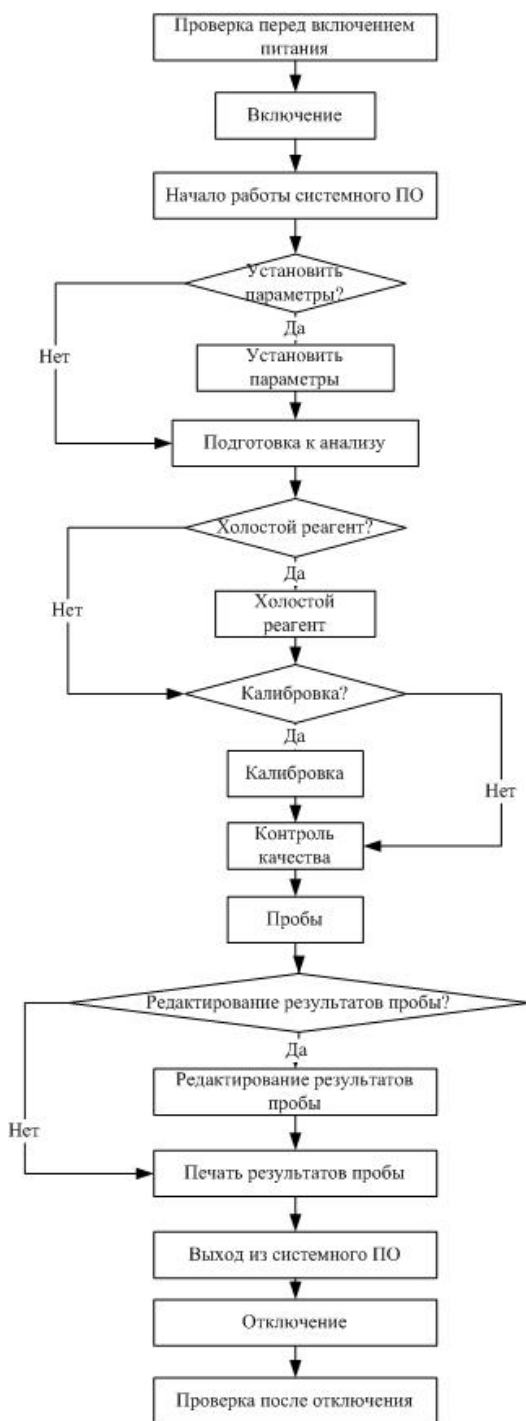 Проверка перед включением
питания
Включение
Начало работы системного ПО
Установить
параметры?
Да
Нет
Установить
параметры
Подготовка к анализу
Холостой реагент?
Да
Нет
Холостой
реагент
Калибровка?
Да
Калибровка
Нет
Контроль
качества
Пробы
Редактирование результатов пробы?
Да
Редактирование результатов
пробы
Нет
Печать результатов пробы
Выход из системного ПО
Отключение
Проверка после отключения